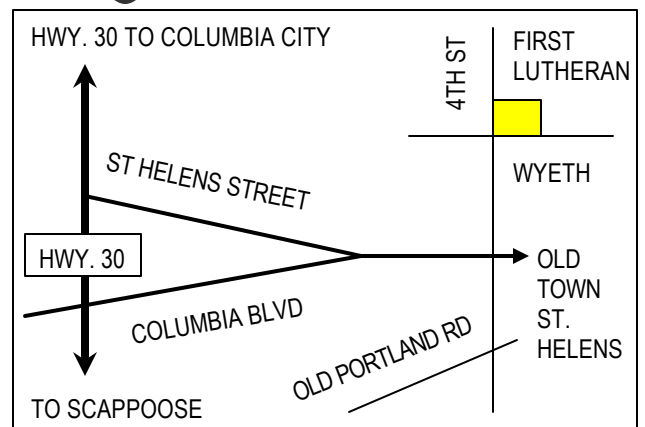 HWY. 30 TO COLUMBIA CITY
4TH ST
FIRST
LUTHERAN
ST HELENS STREET
WYETH
HWY. 30
OLD
TOWN
ST.
HELENS
COLUMBIA BLVD
OLD PORTLAND RD
TO SCAPPOOSE